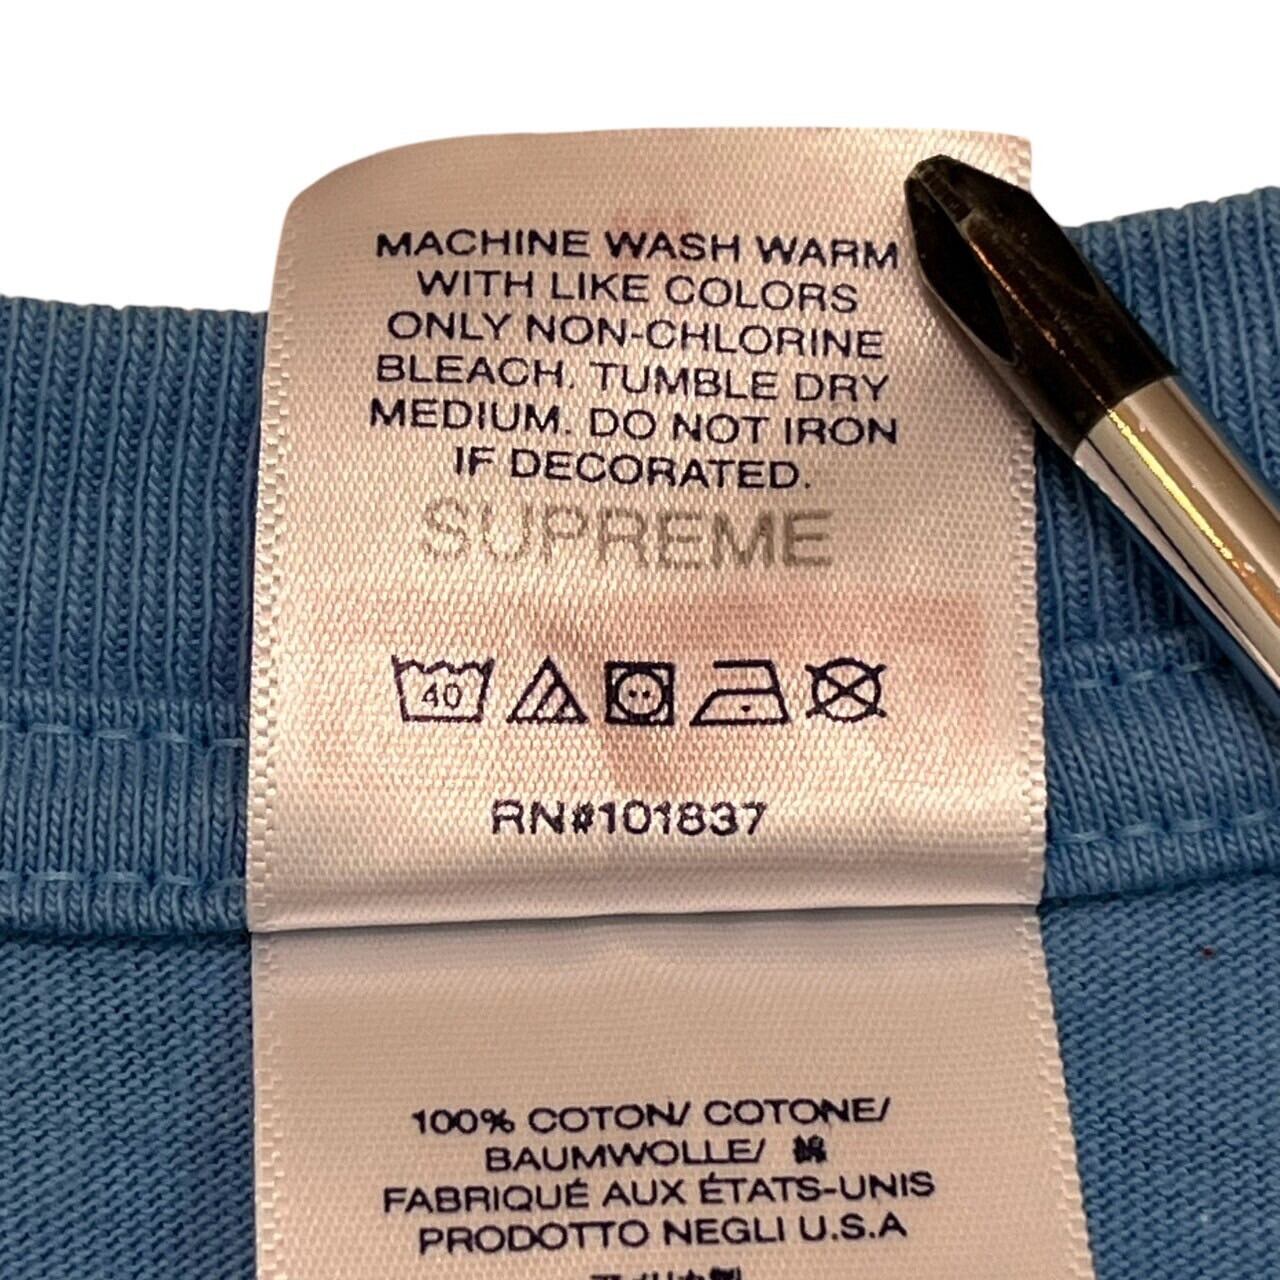 MACHINE WASH WARM
WITH LIKE COLORS
ONLY NON-CHLORINE
BLEACH. TUMBLE DRY
MEDIUM. DO NOT IRON
IF DECORATED.
SUPREME
40
RN#101837
100% COTON/ COTONE/
BAUMWOLLE/ 綿
FABRIQUÉ AUX ÉTATS-UNIS
PRODOTTO NEGLI U.S.A